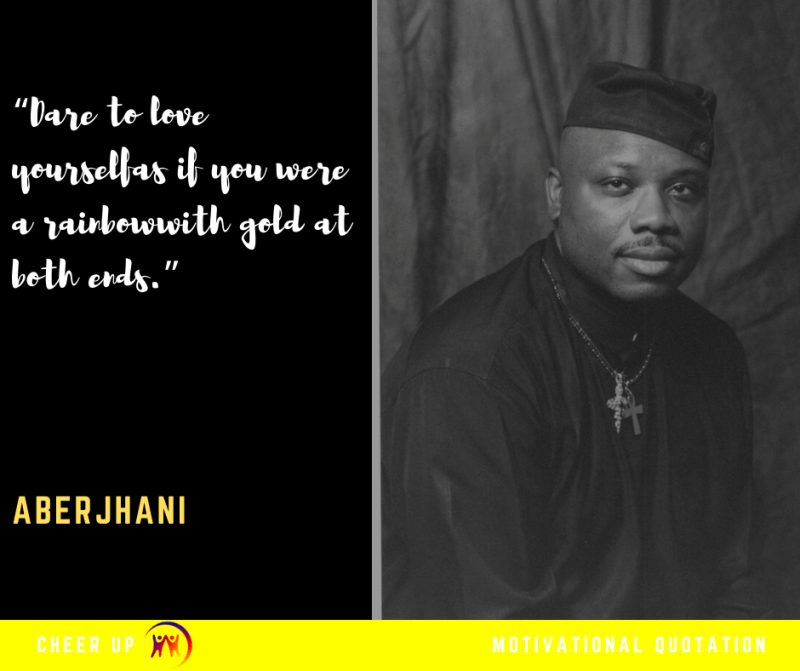 “Dare to love
yourselfas if you were
a rainbowwith gold at
both ends.”
ABERJHANI
CHEER UP
MOTIVATIONAL QUOTATION